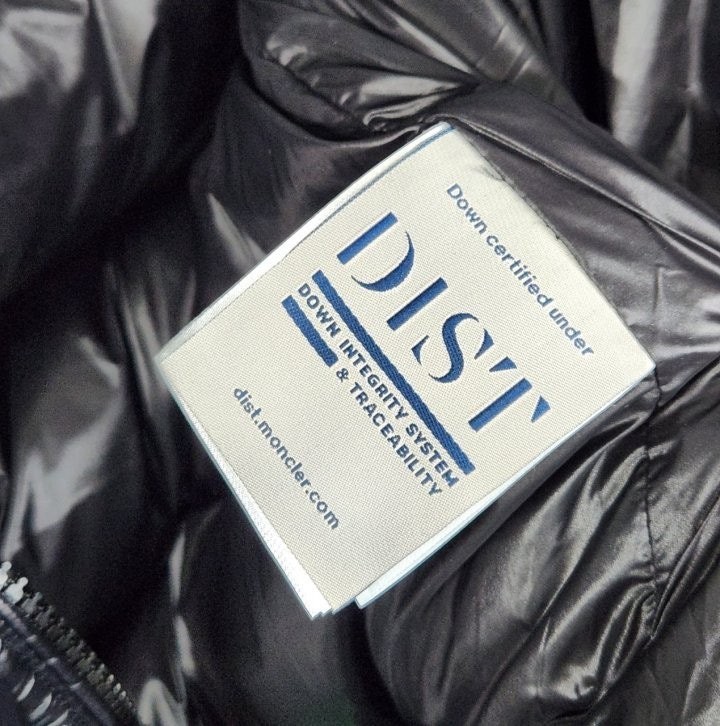 Down certified under
DIST
DOWN INTEGRITY SYSTEM
& TRACEABILITY
dist.moncler.com